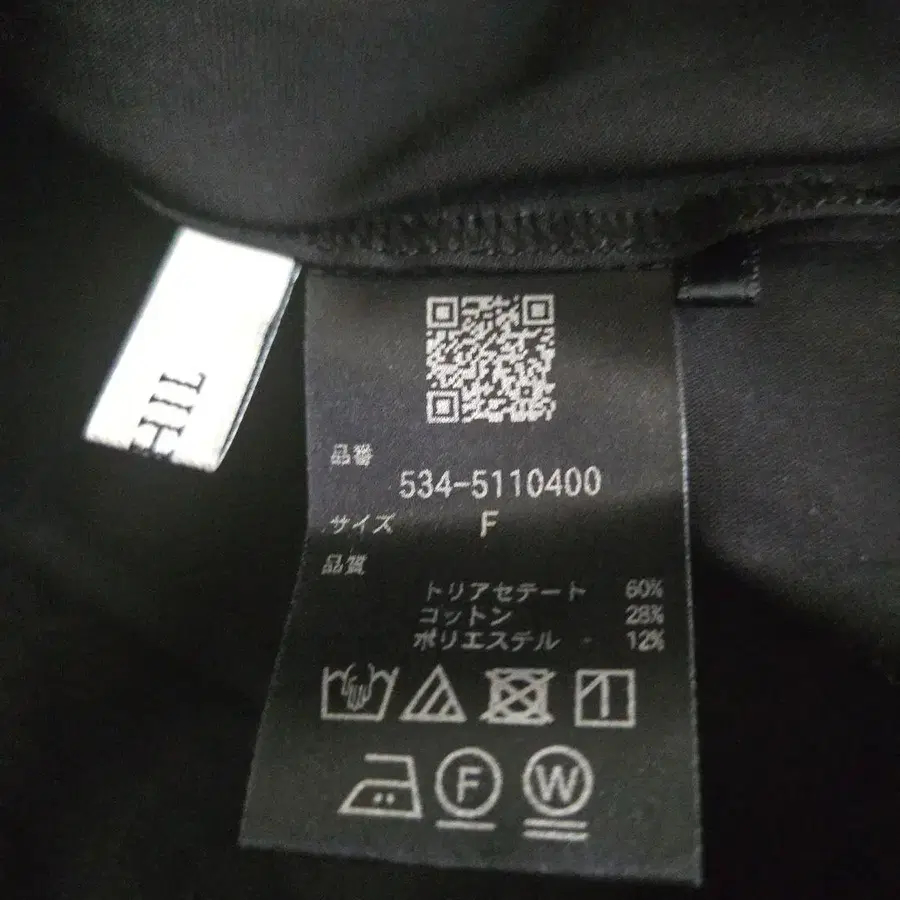 HIL
品番
534-5110400
サイズ F
品質
トリアセテート 60%
コットン 28%
ポリエステル 12%
F W